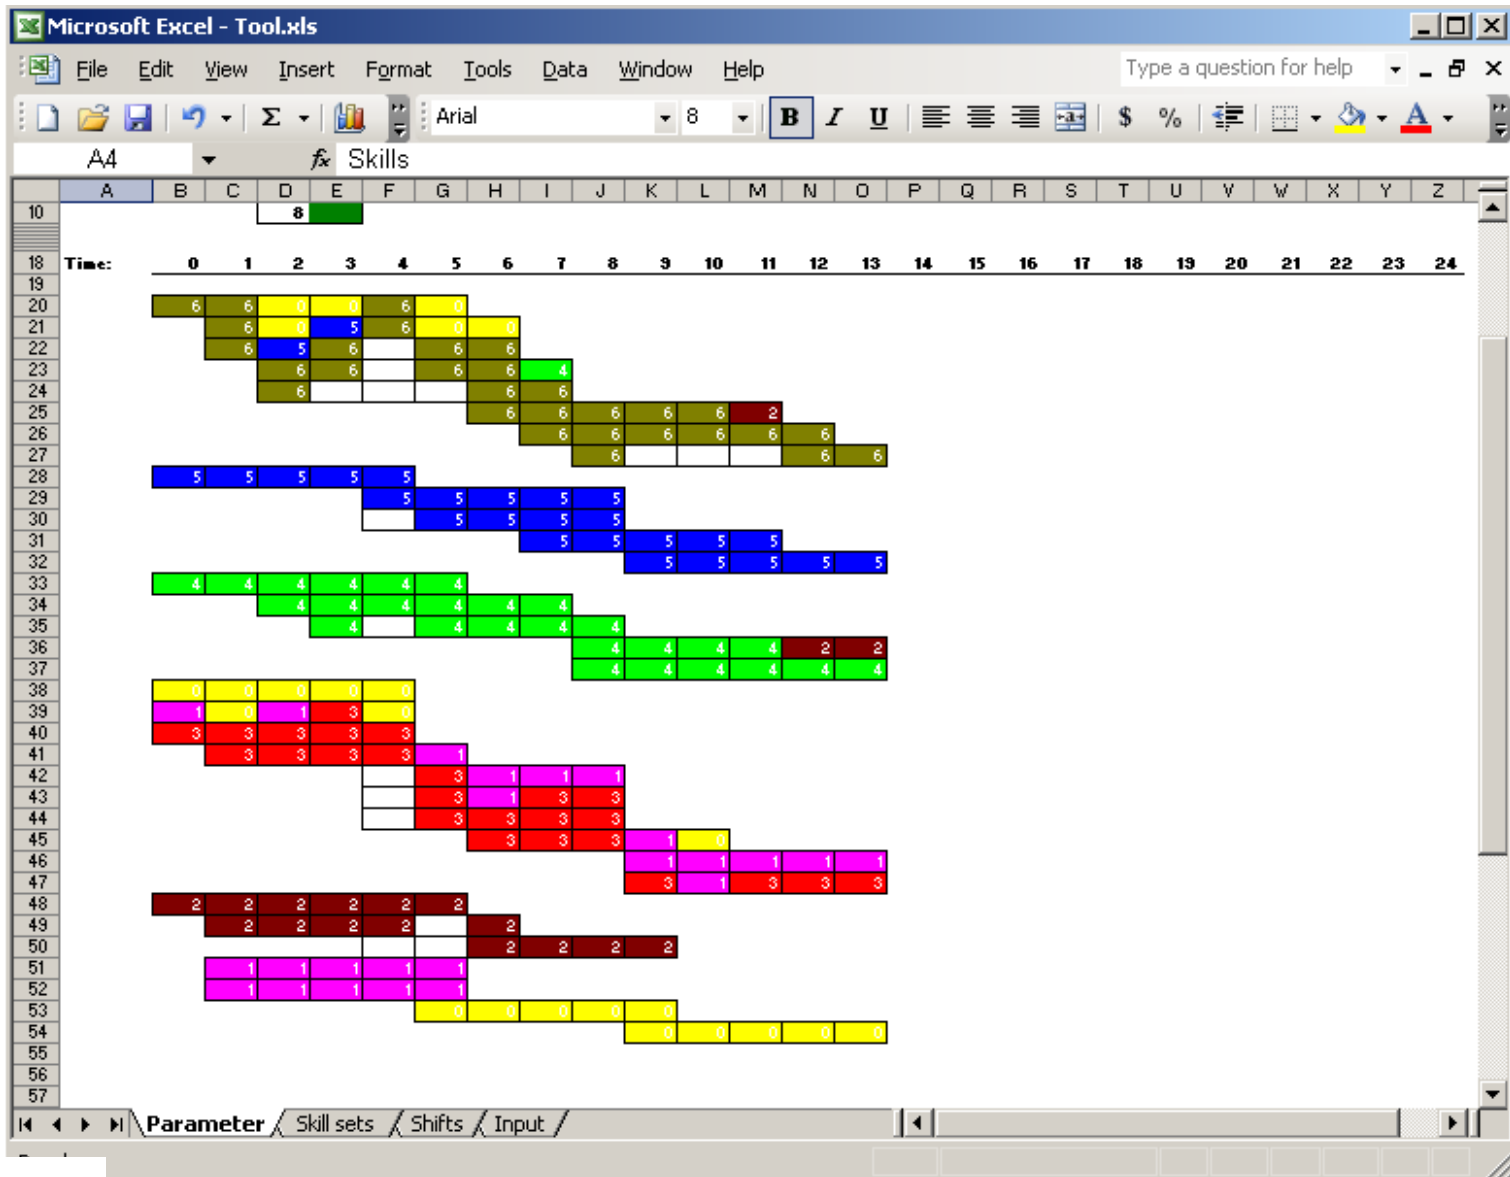 Microsoft Excel - Tool.xls
File Edit View Insert Format Tools Data Window Help Type a question for help
Arial 8 B I U $ % A
A4 fx Skills
A B C D E F G H I J K L M N O P Q R S T U V W X Y Z
10 8
18 Time: 0 1 2 3 4 5 6 7 8 9 10 11 12 13 14 15 16 17 18 19 20 21 22 23 24
19
20 6 6 0 0 6 0
21 6 0 5 6 0 0
22 6 5 6 6 6
23 6 6 6 6 4
24 6 6 6
25 6 6 6 6 6 2
26 6 6 6 6 6 6
27 6 6 6
28 5 5 5 5 5
29 5 5 5 5 5
30 5 5 5 5
31 5 5 5 5 5
32 5 5 5 5 5
33 4 4 4 4 4 4
34 4 4 4 4 4 4
35 4 4 4 4 4
36 4 4 4 4 2 2
37 4 4 4 4 4 4
38 0 0 0 0 0
39 1 0 1 3 0
40 3 3 3 3 3
41 3 3 3 3 1
42 3 1 1 1
43 3 1 3 3
44 3 3 3 3
45 3 3 3 1 0
46 1 1 1 1 1
47 3 1 3 3 3
48 2 2 2 2 2 2
49 2 2 2 2 2
50 2 2 2 2
51 1 1 1 1 1
52 1 1 1 1 1
53 0 0 0 0 0
54 0 0 0 0 0
55
56
57
Parameter Skill sets Shifts Input